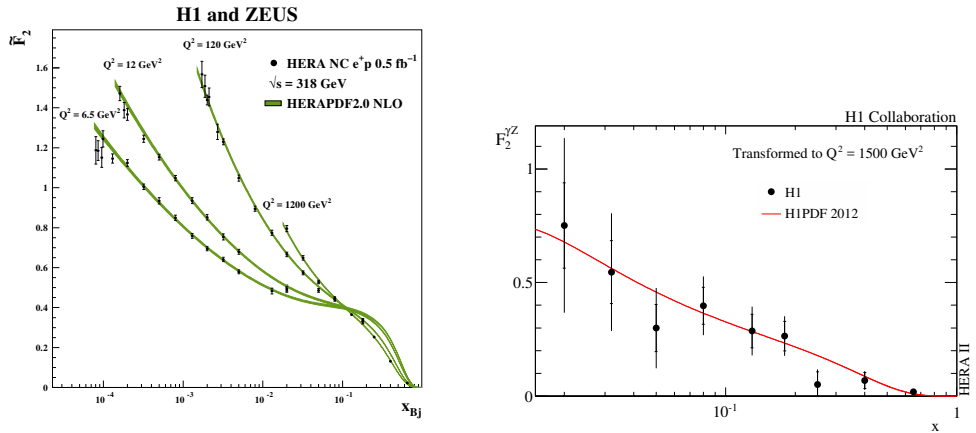 H1 and ZEUS
F̃₂
1.6
1.4
1.2
1
0.8
0.6
0.4
0.2
0
Q² = 120 GeV²
Q² = 12 GeV²
Q² = 6.5 GeV²
Q² = 1200 GeV²
HERA NC e⁺p 0.5 fb⁻¹
√s = 318 GeV
HERAPDF2.0 NLO
10⁻⁴
10⁻³
10⁻²
10⁻¹
x_Bj
H1 Collaboration
F₂^γZ
Transformed to Q² = 1500 GeV²
H1
H1PDF 2012
1
0.5
0
10⁻¹
1
x
HERA II